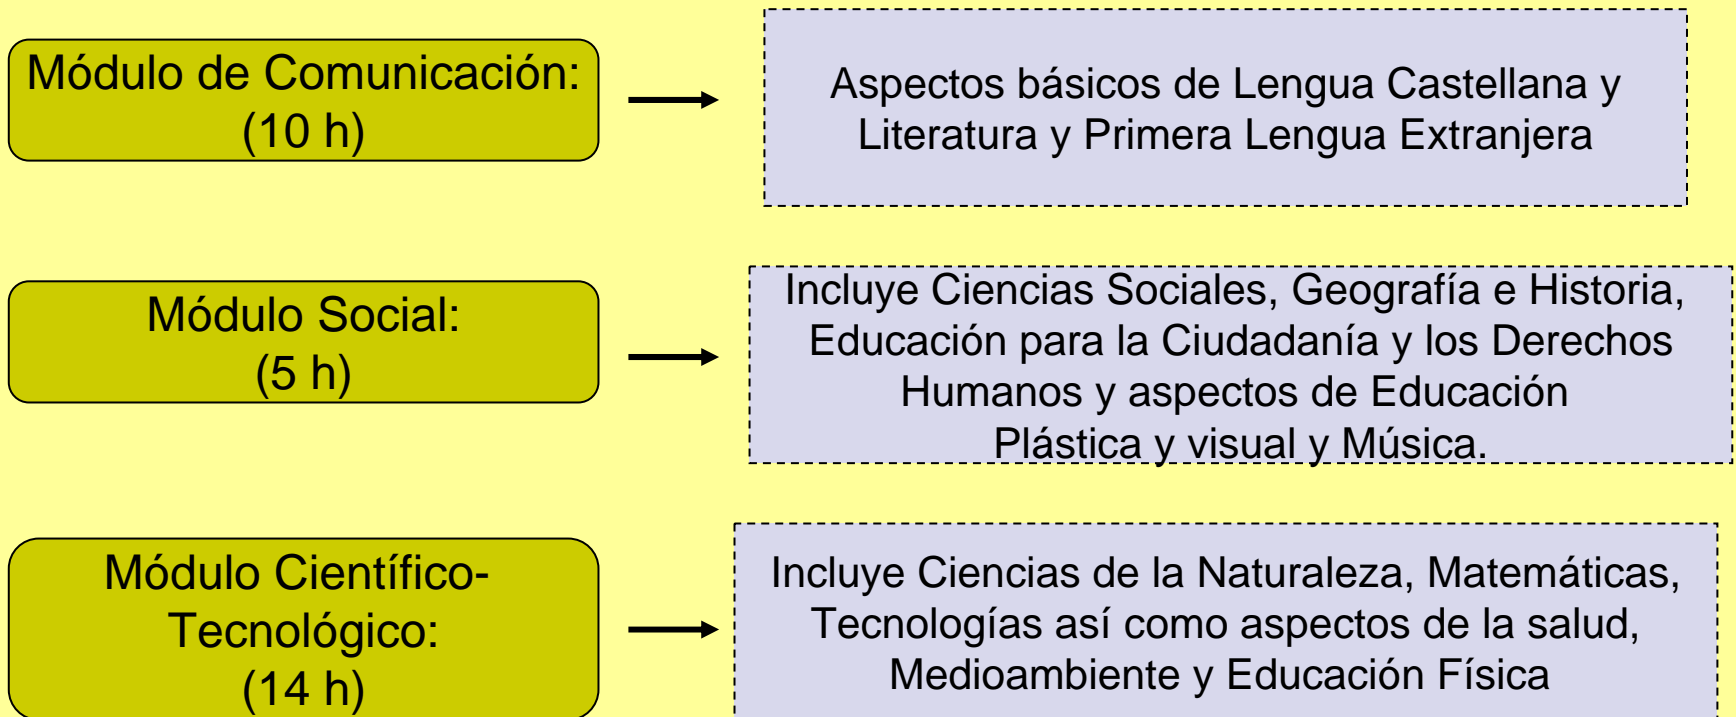 Módulo de Comunicación:
(10 h)
Aspectos básicos de Lengua Castellana y
Literatura y Primera Lengua Extranjera
Módulo Social:
(5 h)
Incluye Ciencias Sociales, Geografía e Historia,
Educación para la Ciudadanía y los Derechos
Humanos y aspectos de Educación
Plástica y visual y Música.
Módulo Científico-
Tecnológico:
(14 h)
Incluye Ciencias de la Naturaleza, Matemáticas,
Tecnologías así como aspectos de la salud,
Medioambiente y Educación Física